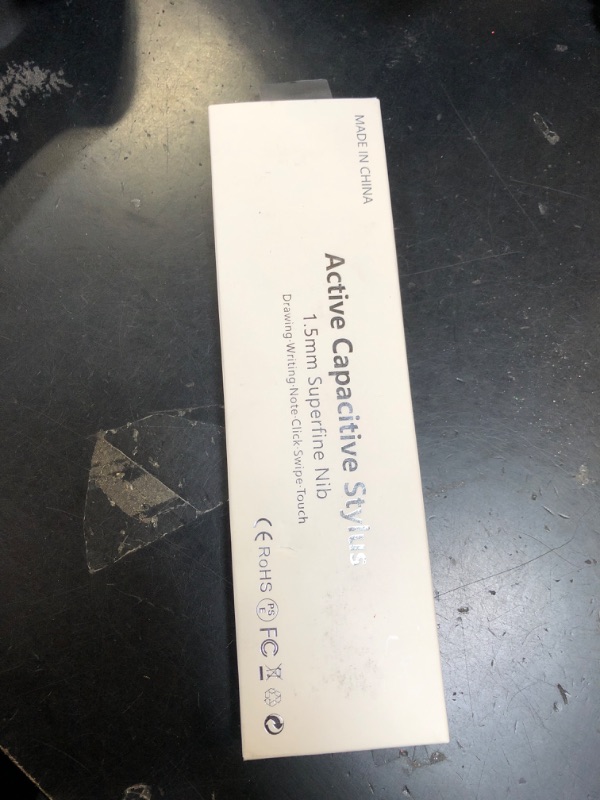 MADE IN CHINA
Active Capacitive Stylus
1.5mm Superfine Nib
Drawing·Writing·Note·Click·Swipe·Touch
CE RoHS PS E FC